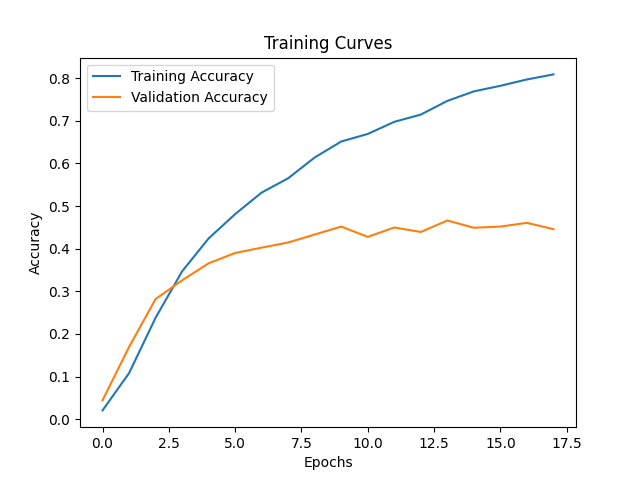 Training Curves
Training Accuracy
Validation Accuracy
0.8
0.7
0.6
0.5
0.4
0.3
0.2
0.1
0.0
Accuracy
0.0 2.5 5.0 7.5 10.0 12.5 15.0 17.5
Epochs